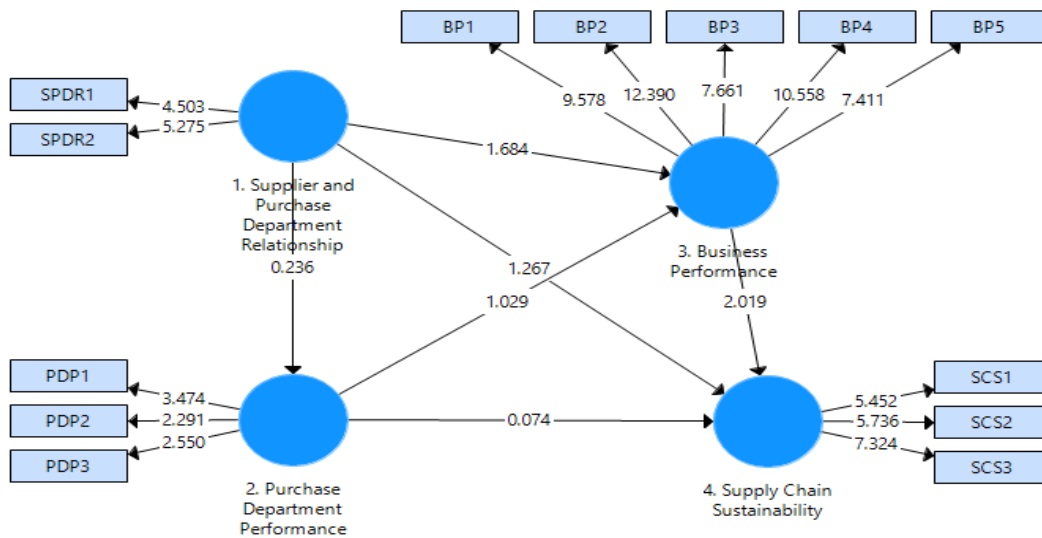 BP1 BP2 BP3 BP4 BP5
9.578 12.390 7.661 10.558 7.411
SPDR1
SPDR2
4.503
5.275
1.684
1. Supplier and
Purchase
Department
Relationship
0.236
3. Business
Performance
1.267
1.029
2.019
PDP1
PDP2
PDP3
3.474
2.291
2.550
0.074
5.452
5.736
7.324
SCS1
SCS2
SCS3
2. Purchase
Department
Performance
4. Supply Chain
Sustainability